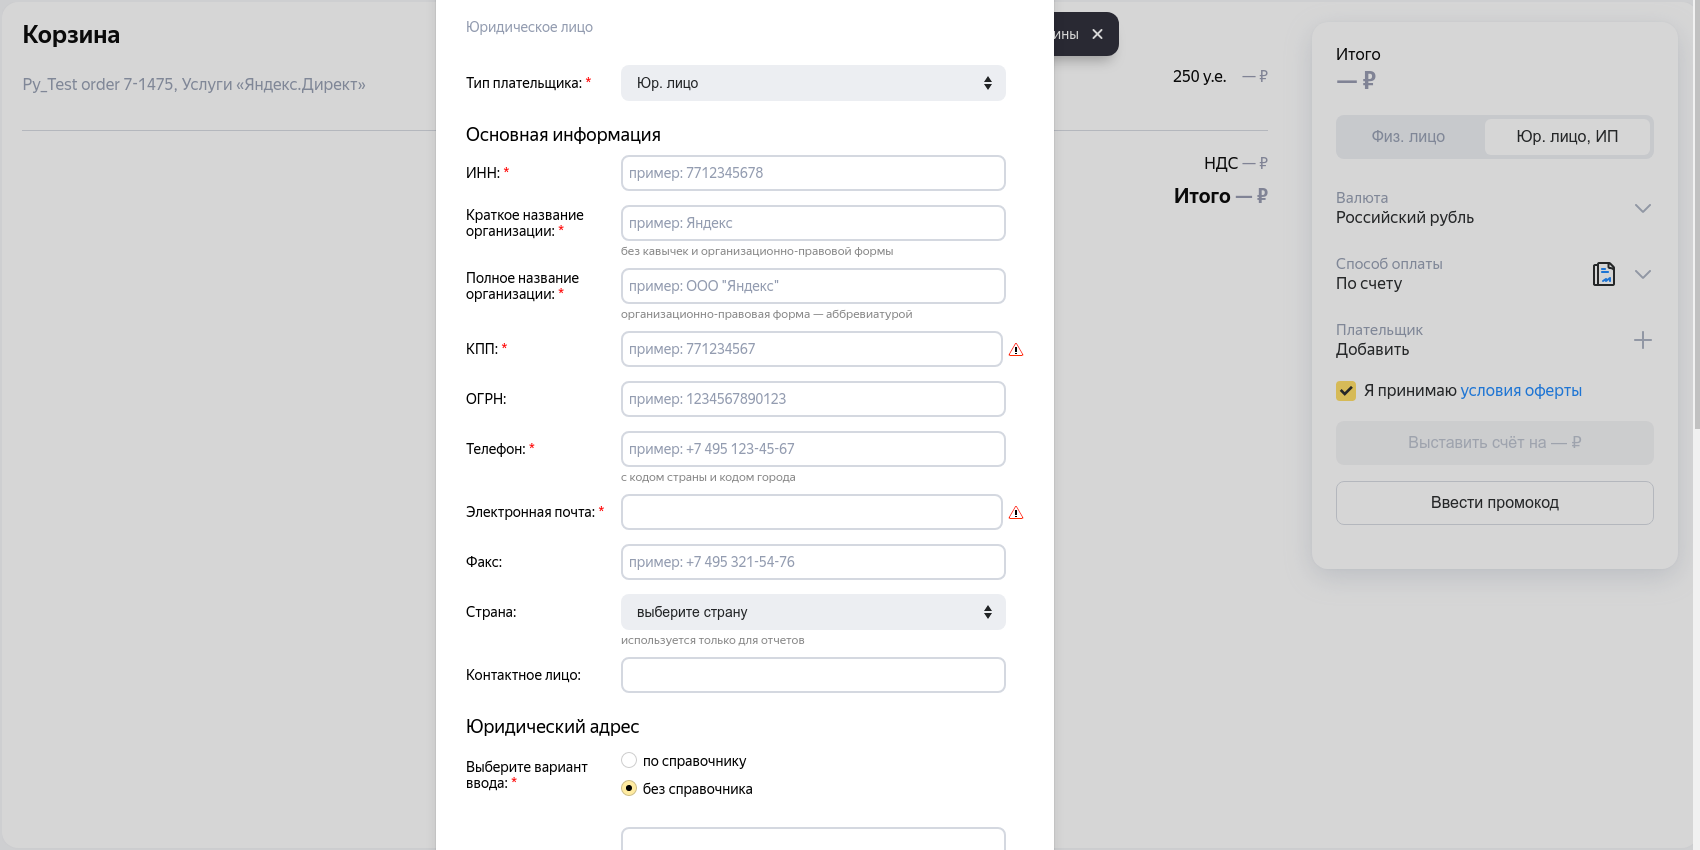 Корзина
Py_Test order 7-1475, Услуги «Яндекс.Директ»
Юридическое лицо
Тип плательщика: *
Юр. лицо
Основная информация
ИНН: *
пример: 7712345678
Краткое название
организации: *
пример: Яндекс
без кавычек и организационно-правовой формы
Полное название
организации: *
пример: ООО "Яндекс"
организационно-правовая форма — аббревиатурой
КПП: *
пример: 771234567
ОГРН:
пример: 1234567890123
Телефон: *
пример: +7 495 123-45-67
с кодом страны и кодом города
Электронная почта: *
Факс:
пример: +7 495 321-54-76
Страна:
выберите страну
используется только для отчетов
Контактное лицо:
Юридический адрес
Выберите вариант
ввода: *
по справочнику
без справочника
250 у.е. — ₽
НДС — ₽
Итого — ₽
Итого
— ₽
Физ. лицо
Юр. лицо, ИП
Валюта
Российский рубль
Способ оплаты
По счету
Плательщик
Добавить
Я принимаю условия оферты
Выставить счёт на — ₽
Ввести промокод